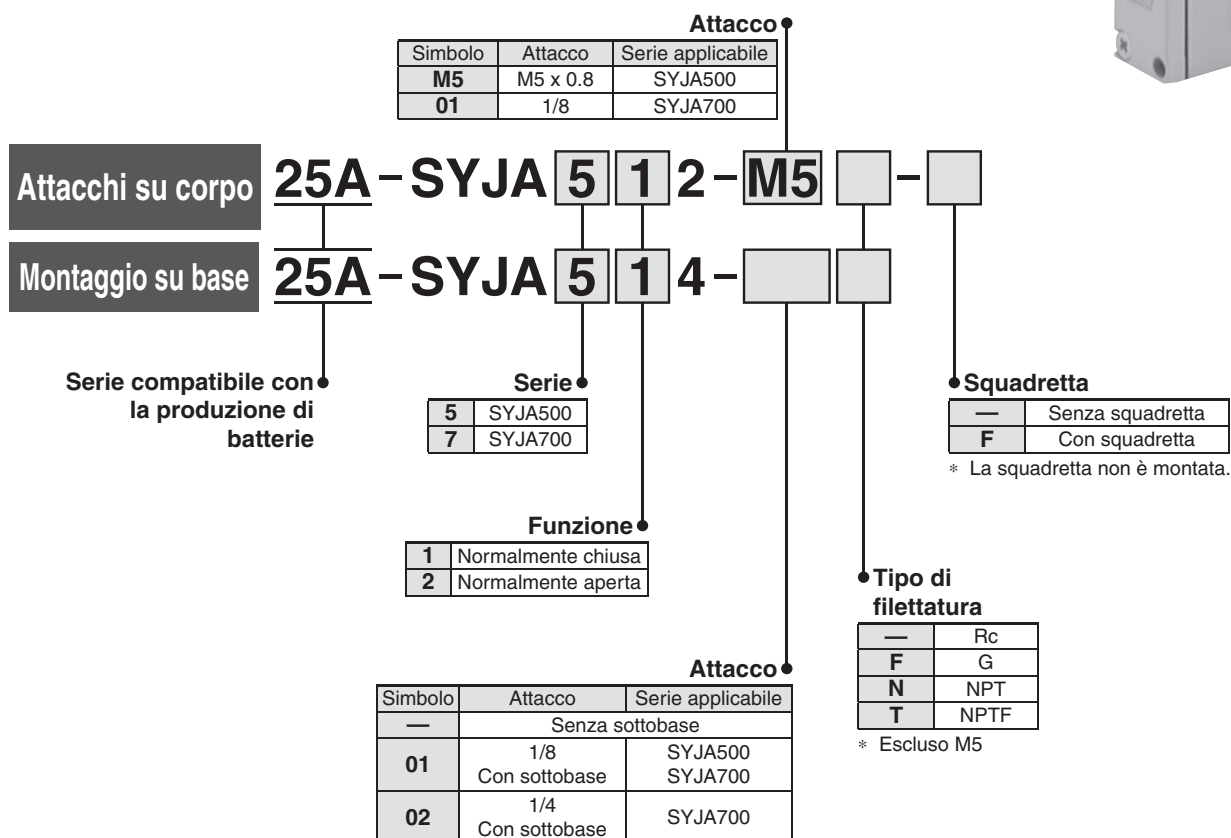 Attacco
Simbolo Attacco Serie applicabile
M5 M5 x 0.8 SYJA500
01 1/8 SYJA700
Attacchi su corpo 25A-SYJA 5 1 2-M5 -
Montaggio su base 25A-SYJA 5 1 4-
Serie compatibile con
la produzione di
batterie
Serie
5 SYJA500
7 SYJA700
Squadretta
— Senza squadretta
F Con squadretta
* La squadretta non è montata.
Funzione
1 Normalmente chiusa
2 Normalmente aperta
Tipo di
filettatura
— Rc
F G
N NPT
T NPTF
* Escluso M5
Attacco
Simbolo Attacco Serie applicabile
— Senza sottobase
01 1/8 Con sottobase SYJA500 SYJA700
02 1/4 Con sottobase SYJA700